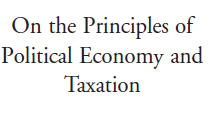 On the Principles of
Political Economy and
Taxation